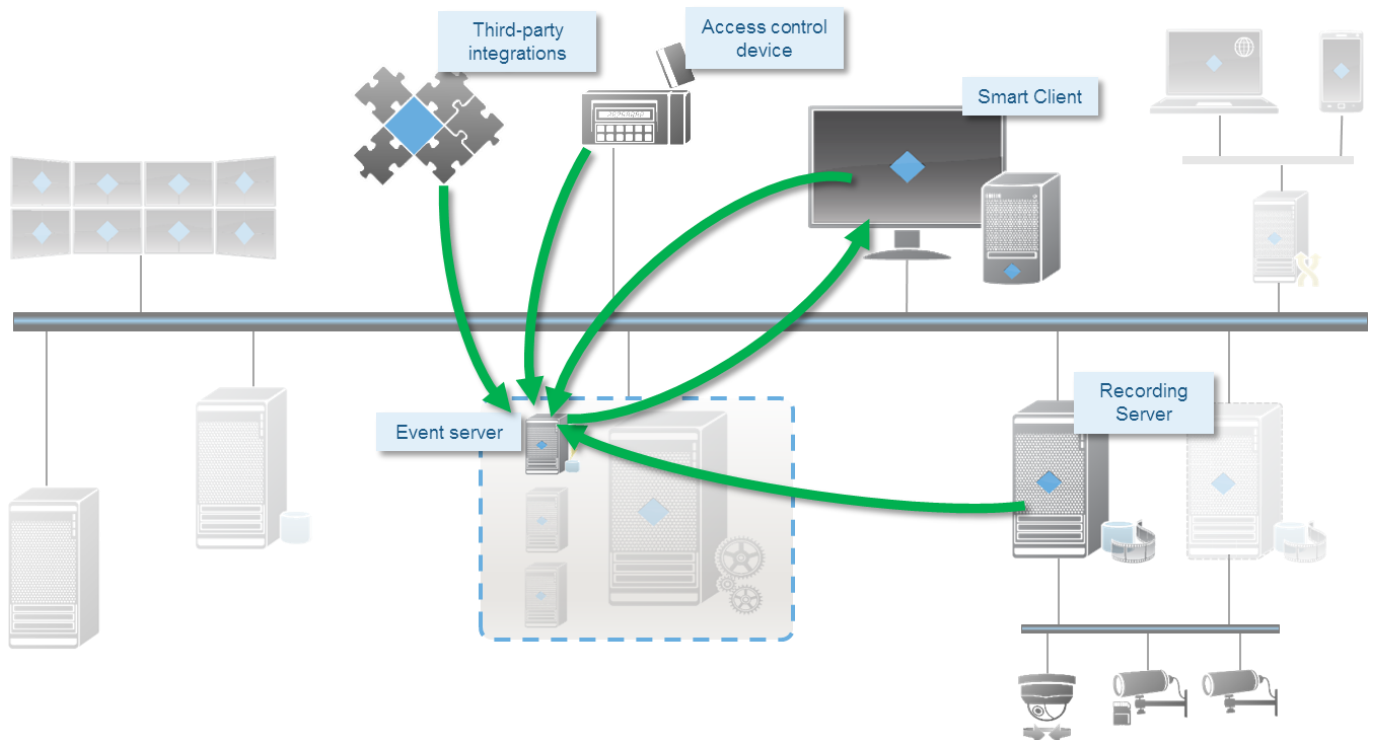 Third-party
integrations
Access control
device
Smart Client
Event server
Recording
Server